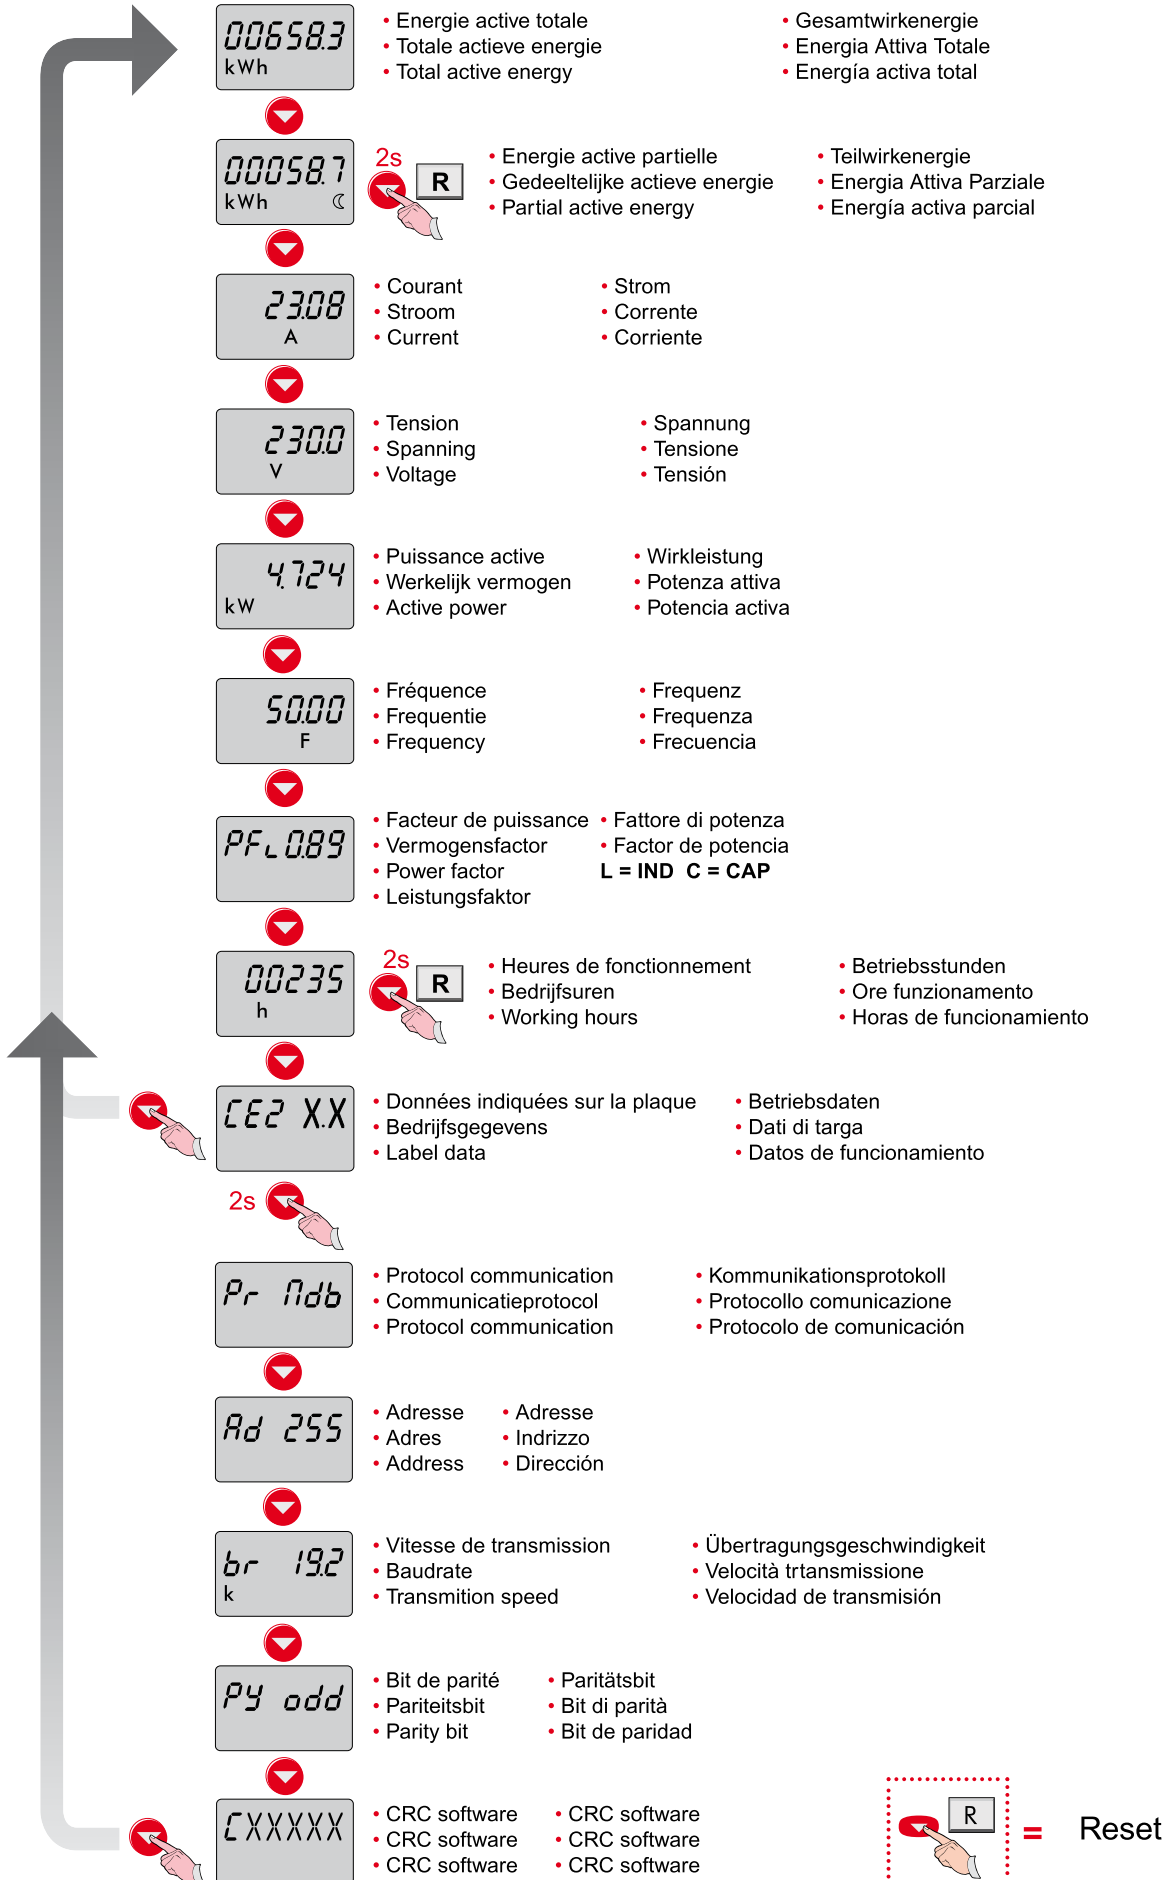 00658.3
kWh
• Energie active totale
• Totale actieve energie
• Total active energy
• Gesamtwirkenergie
• Energia Attiva Totale
• Energía activa total
00058.7
kWh
2s
R
• Energie active partielle
• Gedeeltelijke actieve energie
• Partial active energy
• Teilwirkenergie
• Energia Attiva Parziale
• Energía activa parcial
23.08
A
• Courant
• Stroom
• Current
• Strom
• Corrente
• Corriente
230.0
V
• Tension
• Spanning
• Voltage
• Spannung
• Tensione
• Tensión
4.724
kW
• Puissance active
• Werkelijk vermogen
• Active power
• Wirkleistung
• Potenza attiva
• Potencia activa
50.00
F
• Fréquence
• Frequentie
• Frequency
• Frequenz
• Frequenza
• Frecuencia
PFL 0.89
• Facteur de puissance
• Vermogensfactor
• Power factor
• Leistungsfaktor
• Fattore di potenza
• Factor de potencia
L = IND C = CAP
00235
h
2s
R
• Heures de fonctionnement
• Bedrijfsuren
• Working hours
• Betriebsstunden
• Ore funzionamento
• Horas de funcionamiento
CE2 X.X
• Données indiquées sur la plaque
• Bedrijfsgegevens
• Label data
• Betriebsdaten
• Dati di targa
• Datos de funcionamiento
2s
Pr Mdb
• Protocol communication
• Communicatieprotocol
• Protocol communication
• Kommunikationsprotokoll
• Protocollo comunicazione
• Protocolo de comunicación
Ad 255
• Adresse
• Adres
• Address
• Adresse
• Indrizzo
• Dirección
br 19.2
k
• Vitesse de transmission
• Baudrate
• Transmition speed
• Übertragungsgeschwindigkeit
• Velocità trtansmissione
• Velocidad de transmisión
PY odd
• Bit de parité
• Pariteitsbit
• Parity bit
• Paritätsbit
• Bit di parità
• Bit de paridad
CXXXXX
• CRC software
• CRC software
• CRC software
• CRC software
• CRC software
• CRC software
R
= Reset